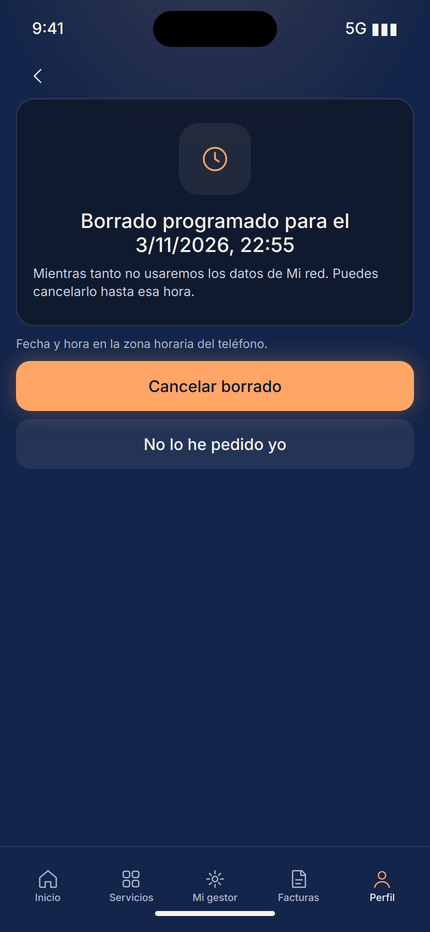 9:41
5G
Borrado programado para el
3/11/2026, 22:55
Mientras tanto no usaremos los datos de Mi red. Puedes
cancelarlo hasta esa hora.
Fecha y hora en la zona horaria del teléfono.
Cancelar borrado
No lo he pedido yo
Inicio
Servicios
Mi gestor
Facturas
Perfil